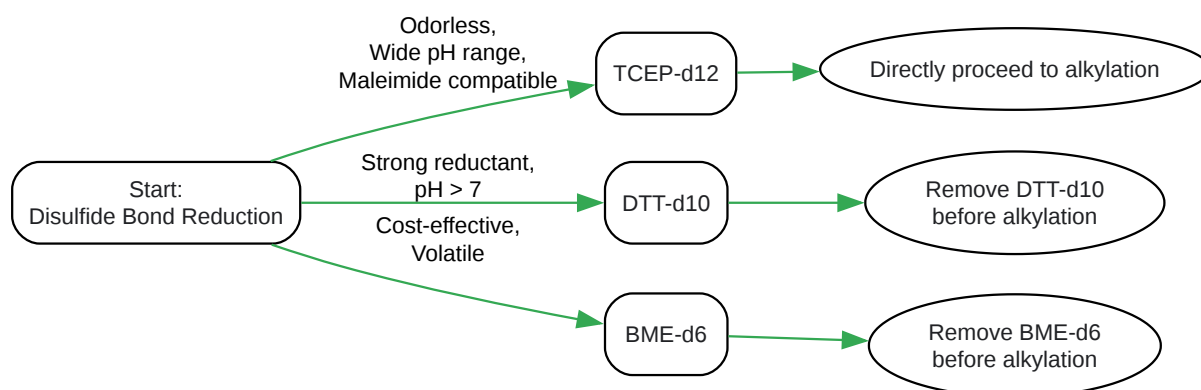 Odorless,
Wide pH range,
Maleimide compatible
TCEP-d12
Directly proceed to alkylation
Start:
Disulfide Bond Reduction
Strong reductant,
pH > 7
DTT-d10
Remove DTT-d10
before alkylation
Cost-effective,
Volatile
BME-d6
Remove BME-d6
before alkylation